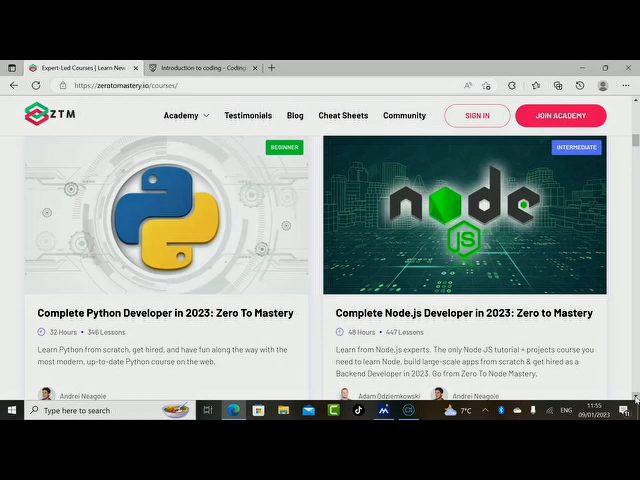 Expert-Led Courses | Learn New
Introduction to coding - Coding
https://zerotomastery.io/courses/
ZTM
Academy
Testimonials
Blog
Cheat Sheets
Community
SIGN IN
JOIN ACADEMY
BEGINNER
INTERMEDIATE
node
JS
Complete Python Developer in 2023: Zero To Mastery
32 Hours • 346 Lessons
Learn Python from scratch, get hired, and have fun along the way with the
most modern, up-to-date Python course on the web.
Andrei Neagoie
Complete Node.js Developer in 2023: Zero to Mastery
48 Hours • 447 Lessons
Learn from Node.js experts. The only Node JS tutorial + projects course you
need to learn Node, build large-scale apps from scratch & get hired as a
Backend Developer in 2023. Go from Zero To Node Mastery.
Adam Odziemkowski
Andrei Neagoie
Type here to search
7°C
ENG
11:55
09/01/2023